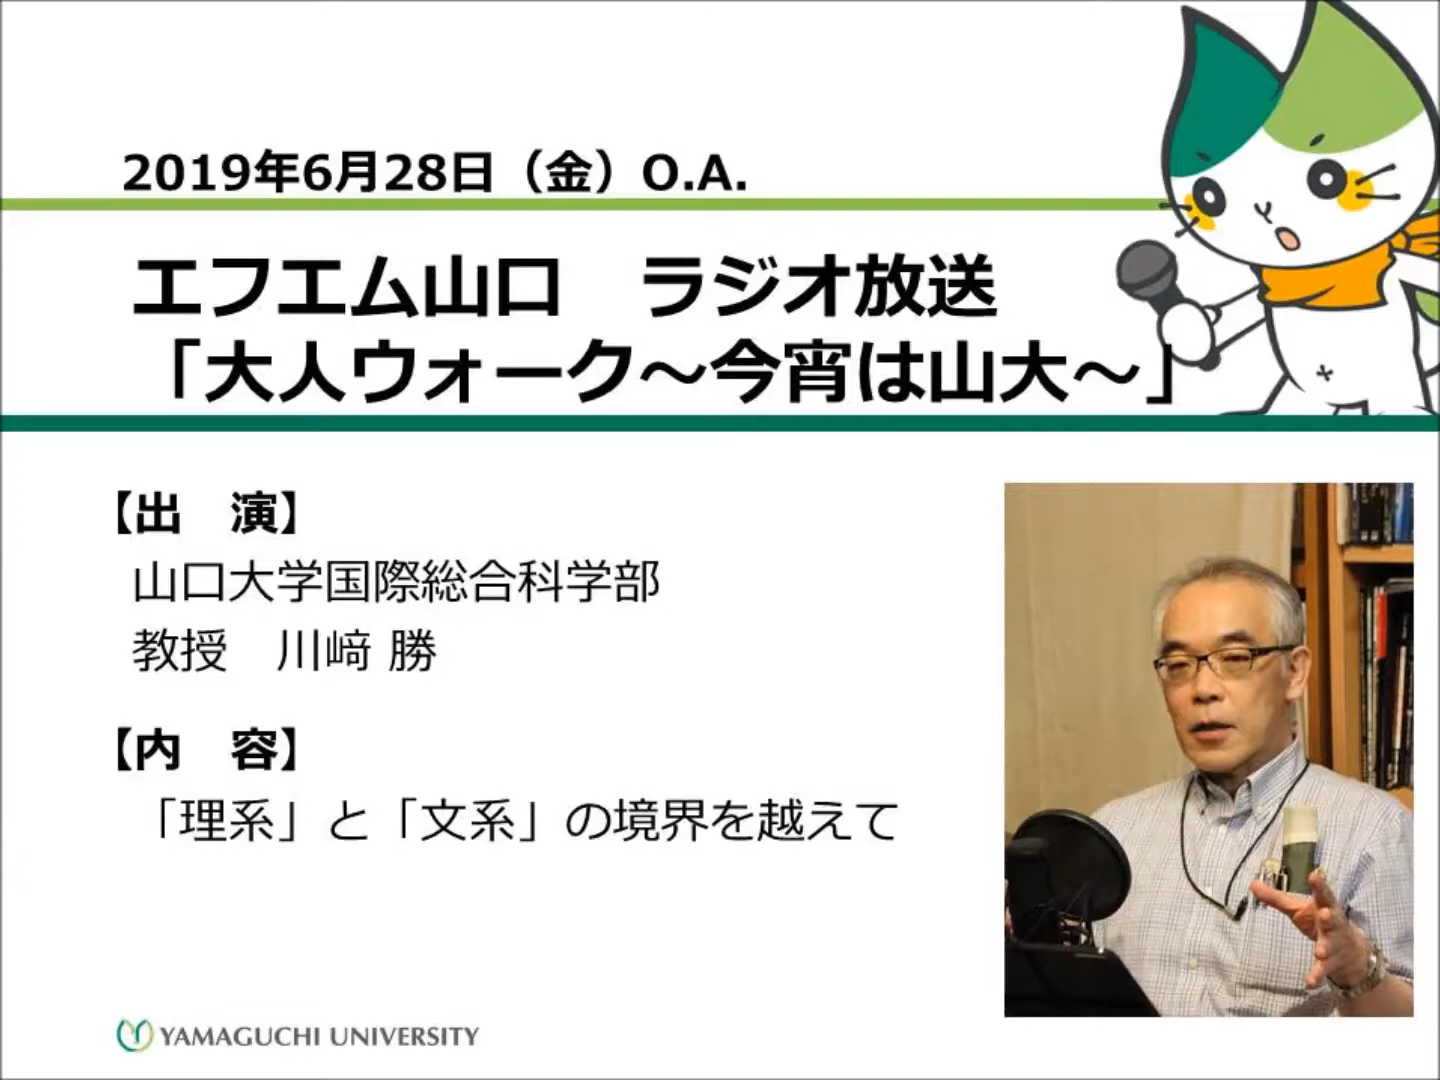 2019年6月28日（金）O.A.
エフエム山口　ラジオ放送
「大人ウォーク～今宵は山大～」
【出　演】
山口大学国際総合科学部
教授　川﨑 勝
【内　容】
「理系」と「文系」の境界を越えて
YAMAGUCHI UNIVERSITY